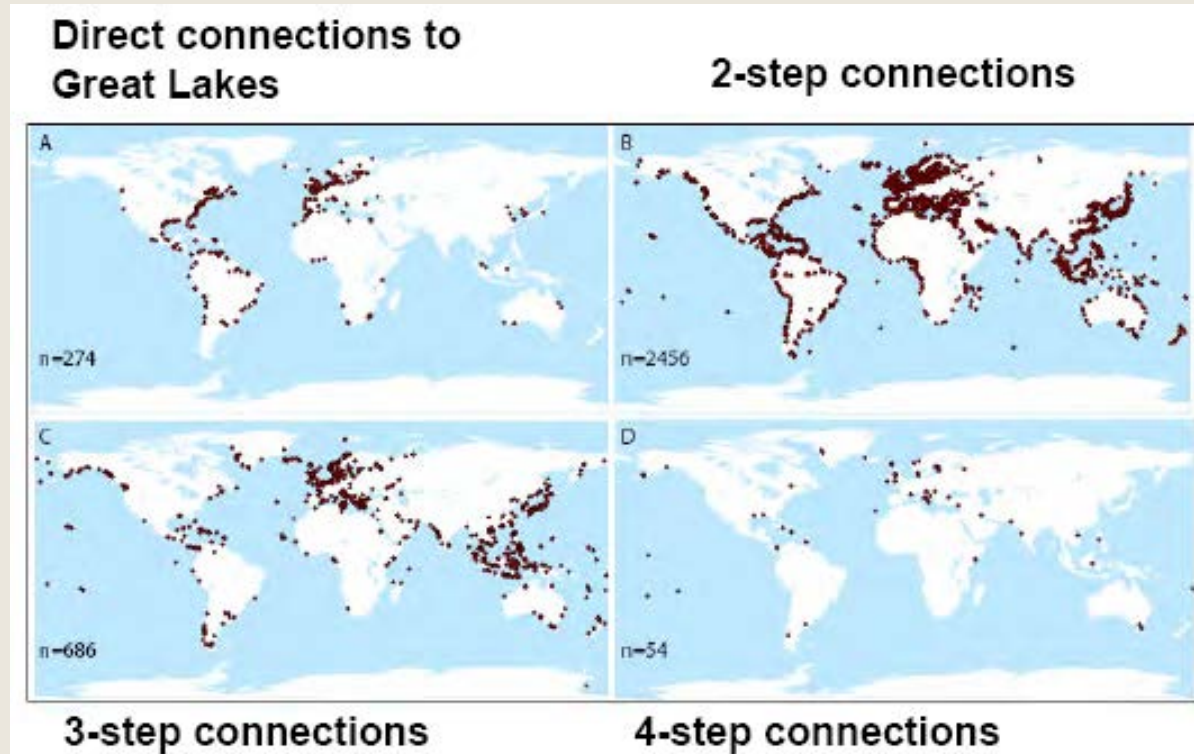 Direct connections to
Great Lakes
2-step connections
A
B
n=274
n=2456
C
D
n=686
n=54
3-step connections
4-step connections